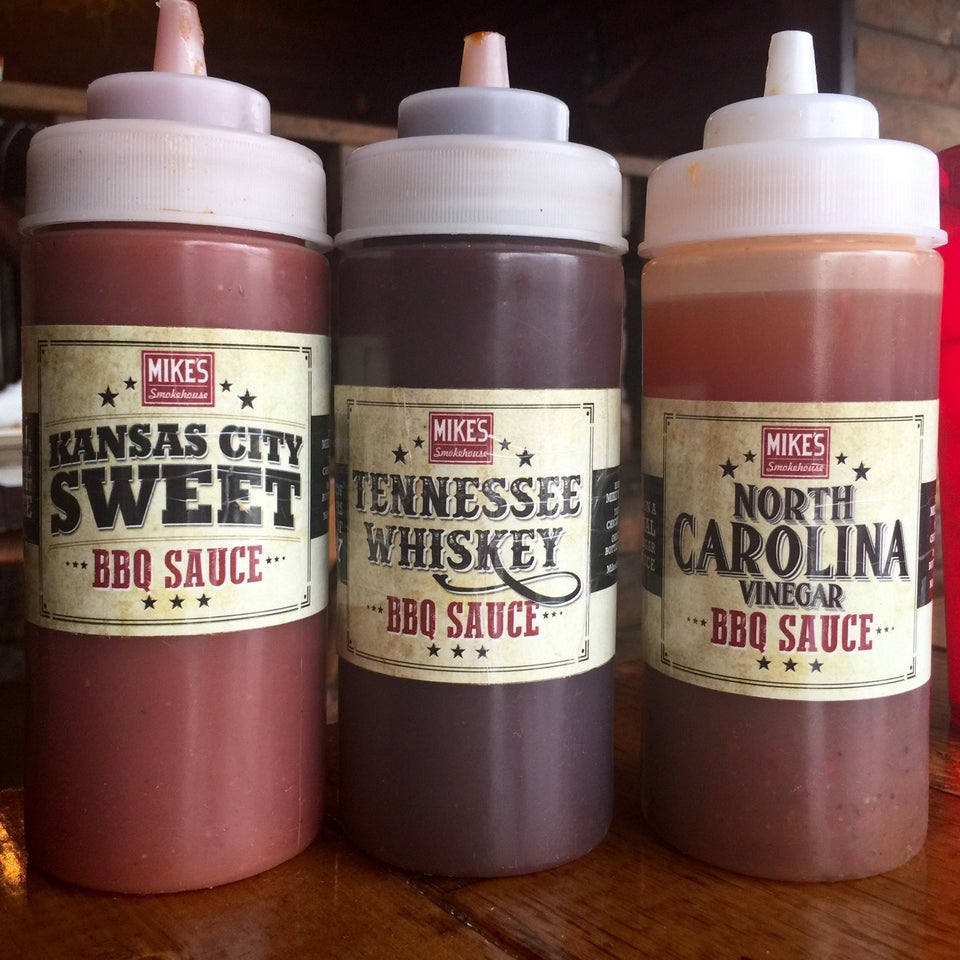 MIKE'S
Smokehouse
KANSAS CITY
SWEET
BBQ SAUCE
MIKE'S
Smokehouse
TENNESSEE
WHISKEY
BBQ SAUCE
MIKE'S
Smokehouse
NORTH
CAROLINA
VINEGAR
BBQ SAUCE